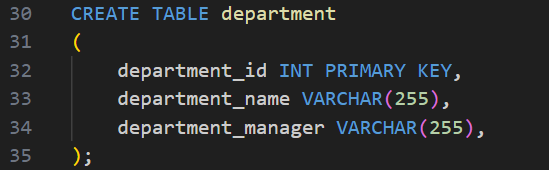 30 CREATE TABLE department
31 (
32 department_id INT PRIMARY KEY,
33 department_name VARCHAR(255),
34 department_manager VARCHAR(255),
35 );